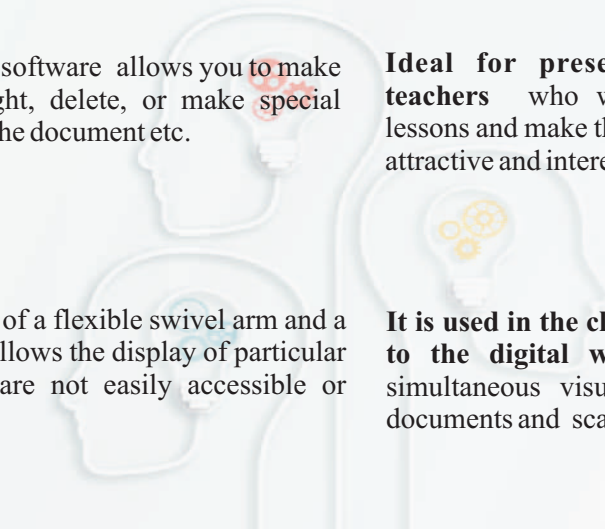 software allows you to make
ght, delete, or make special
he document etc.
Ideal for prese
teachers who w
lessons and make th
attractive and intere
of a flexible swivel arm and a
llows the display of particular
are not easily accessible or
It is used in the cl
to the digital w
simultaneous visu
documents and sca